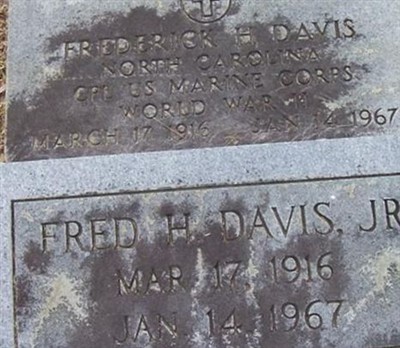 FRIEDERICK H DAVIS
NORTH CAROLINA
CPL US MARINE CORPS
WORLD WAR II
MARCH 17 1916 JAN 14 1967
FRED H. DAVIS, JR
MAR. 17, 1916
JAN. 14, 1967